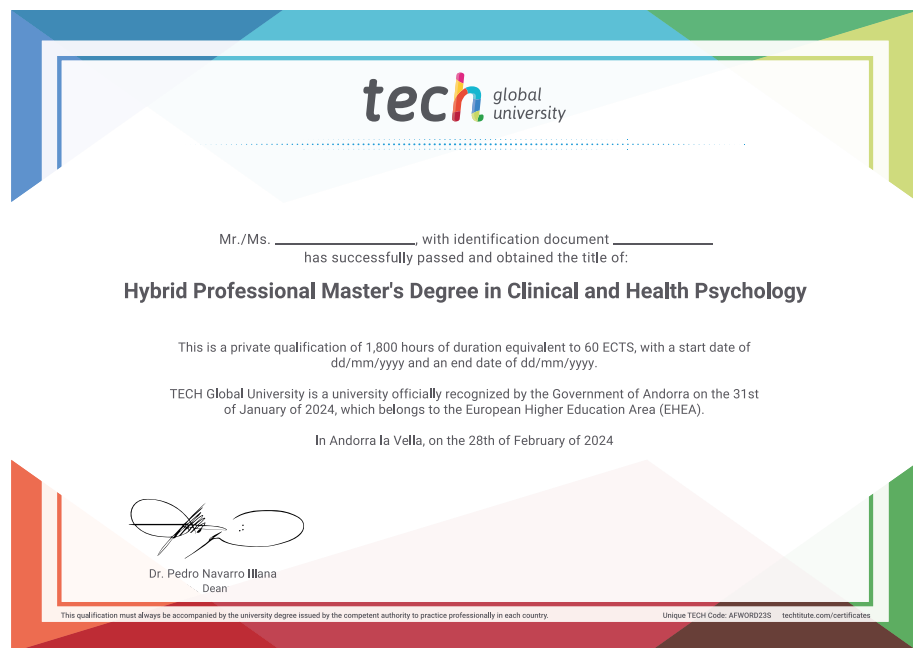 tech global university
Mr./Ms. ____________________, with identification document ______________
has successfully passed and obtained the title of:
Hybrid Professional Master's Degree in Clinical and Health Psychology
This is a private qualification of 1,800 hours of duration equivalent to 60 ECTS, with a start date of
dd/mm/yyyy and an end date of dd/mm/yyyy.
TECH Global University is a university officially recognized by the Government of Andorra on the 31st
of January of 2024, which belongs to the European Higher Education Area (EHEA).
In Andorra la Vella, on the 28th of February of 2024
Dr. Pedro Navarro Illana
Dean
This qualification must always be accompanied by the university degree issued by the competent authority to practice professionally in each country.
Unique TECH Code: AFWORD23S techtitute.com/certificates